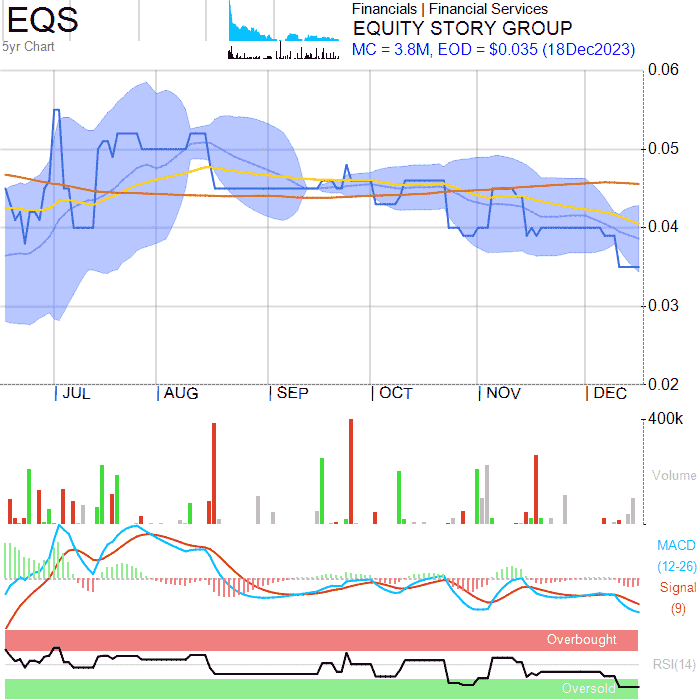 EQS
5yr Chart
Financials | Financial Services
EQUITY STORY GROUP
MC = 3.8M, EOD = $0.035 (18Dec2023)
0.06
0.05
0.04
0.03
0.02
JUL AUG SEP OCT NOV DEC
400k
Volume
MACD
(12-26)
Signal
(9)
Overbought
RSI(14)
Oversold